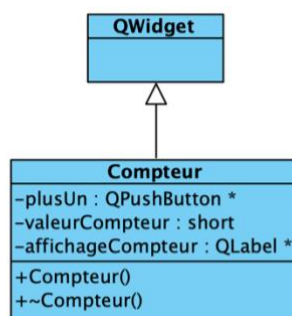 QWidget
Compteur
-plusUn : QPushButton *
-valeurCompteur : short
-affichageCompteur : QLabel *
+Compteur()
+~Compteur()